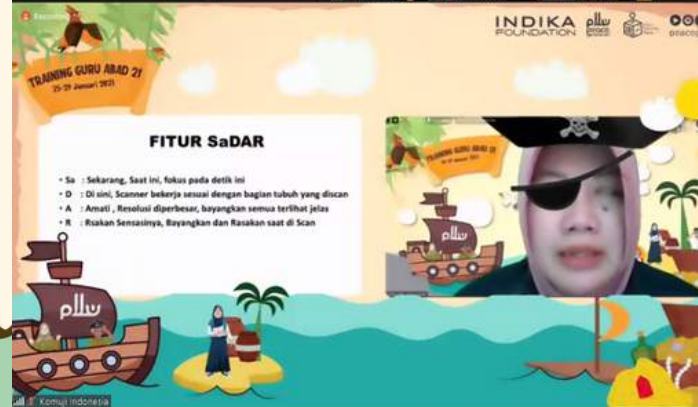 Recording
INDIKA
FOUNDATION
peace
TRAINING GURU ABAD 21
25-29 Januari 2021
FITUR SaDAR
• Sa : Sekarang, Saat ini, fokus pada detik ini
• D : Di sini, Scanner bekerja sesuai dengan bagian tubuh yang discan
• A : Amati , Resolusi diperbesar, bayangkan semua terlihat jelas
• R : Rsakan Sensasinya, Bayangkan dan Rasakan saat di Scan
TRAINING GURU ABAD 21
Komuji Indonesia